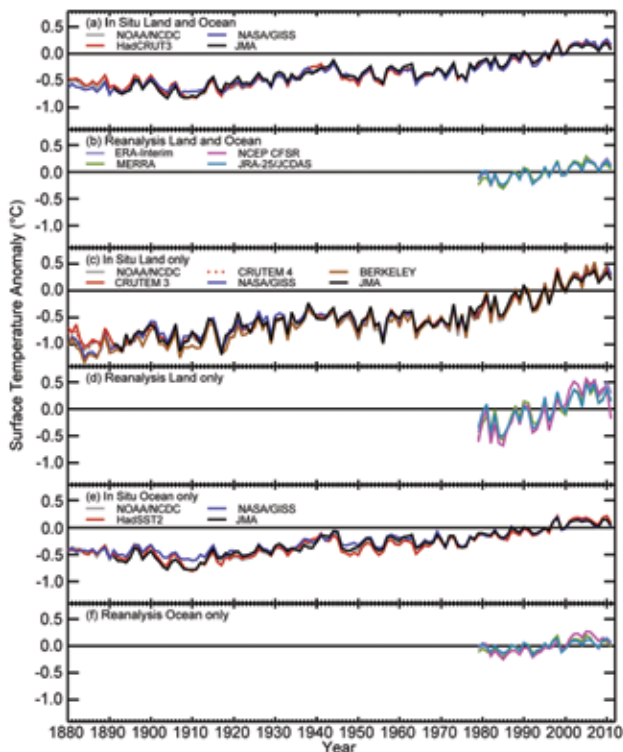 Surface Temperature Anomaly (°C)
(a) In Situ Land and Ocean
NOAA/NCDC NASA/GISS
HadCRUT3 JMA
0.5
0.0
-0.5
-1.0
(b) Reanalysis Land and Ocean
ERA-Interim NCEP CFSR
MERRA JRA-25/JCDAS
0.5
0.0
-0.5
-1.0
(c) In Situ Land only
NOAA/NCDC CRUTEM 4 BERKELEY
CRUTEM 3 NASA/GISS JMA
0.5
0.0
-0.5
-1.0
(d) Reanalysis Land only
0.5
0.0
-0.5
-1.0
(e) In Situ Ocean only
NOAA/NCDC NASA/GISS
HadSST2 JMA
0.5
0.0
-0.5
-1.0
(f) Reanalysis Ocean only
0.5
0.0
-0.5
-1.0
1880 1890 1900 1910 1920 1930 1940 1950 1960 1970 1980 1990 2000 2010
Year